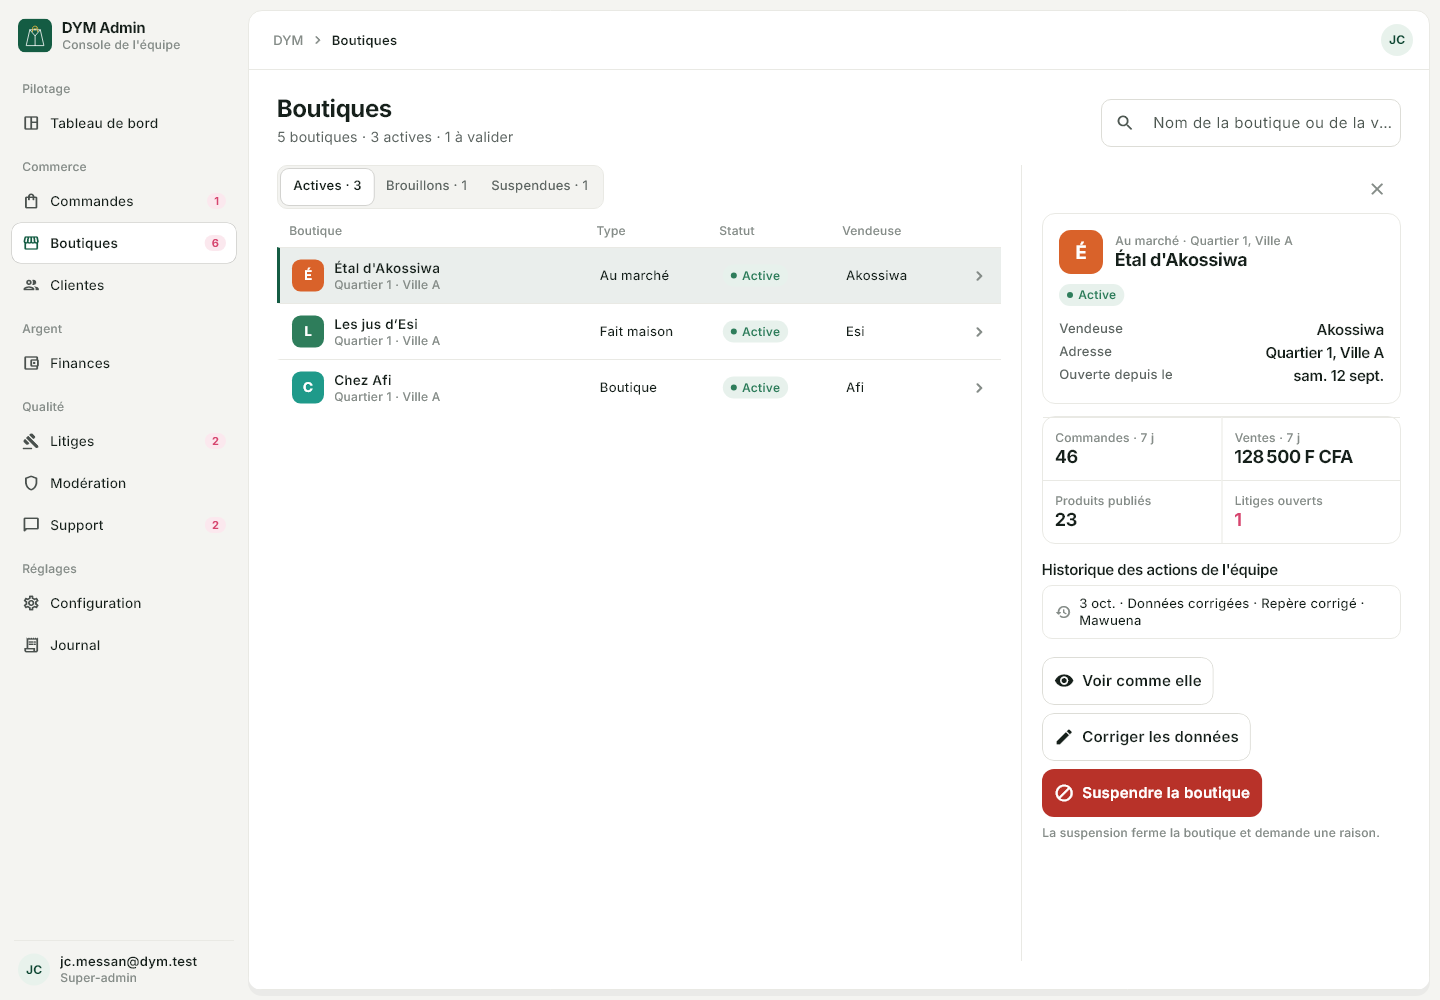 DYM Admin
Console de l'équipe
Pilotage
Tableau de bord
Commerce
Commandes 1
Boutiques 6
Clientes
Argent
Finances
Qualité
Litiges 2
Modération
Support 2
Réglages
Configuration
Journal
JC
jc.messan@dym.test
Super-admin
DYM > Boutiques
JC
Boutiques
5 boutiques · 3 actives · 1 à valider
Nom de la boutique ou de la v...
Actives · 3 Brouillons · 1 Suspendues · 1
Boutique Type Statut Vendeuse
É Étal d'Akossiwa Au marché Active Akossiwa
Quartier 1 · Ville A
L Les jus d’Esi Fait maison Active Esi
Quartier 1 · Ville A
C Chez Afi Boutique Active Afi
Quartier 1 · Ville A
É
Au marché · Quartier 1, Ville A
Étal d'Akossiwa
Active
Vendeuse Akossiwa
Adresse Quartier 1, Ville A
Ouverte depuis le sam. 12 sept.
Commandes · 7 j Ventes · 7 j
46 128 500 F CFA
Produits publiés Litiges ouverts
23 1
Historique des actions de l'équipe
3 oct. · Données corrigées · Repère corrigé ·
Mawuena
Voir comme elle
Corriger les données
Suspendre la boutique
La suspension ferme la boutique et demande une raison.